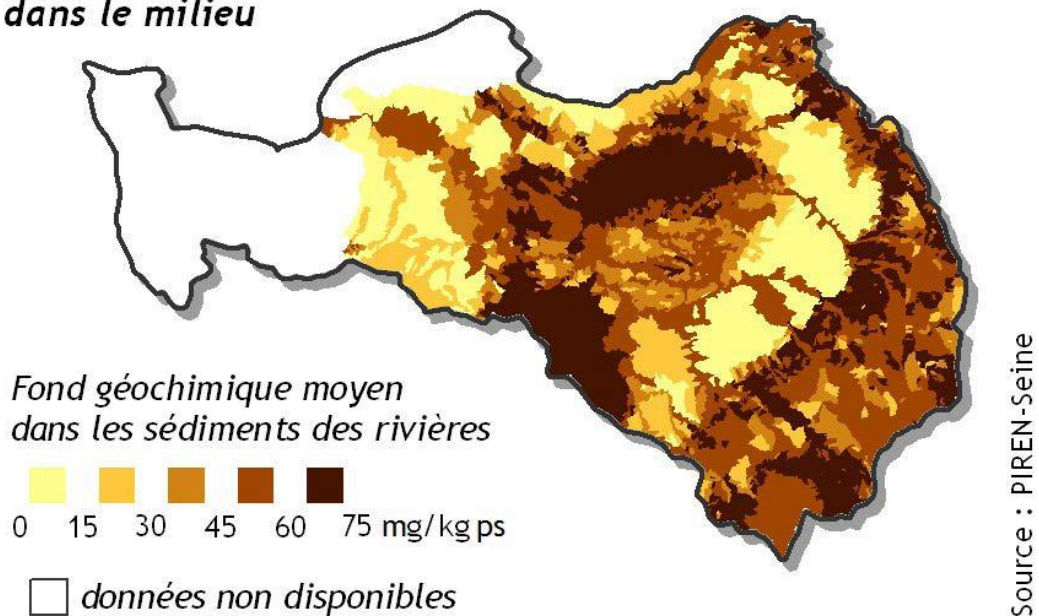 dans le milieu
Fond géochimique moyen
dans les sédiments des rivières
0 15 30 45 60 75 mg/kg ps
données non disponibles
Source : PIREN-Seine